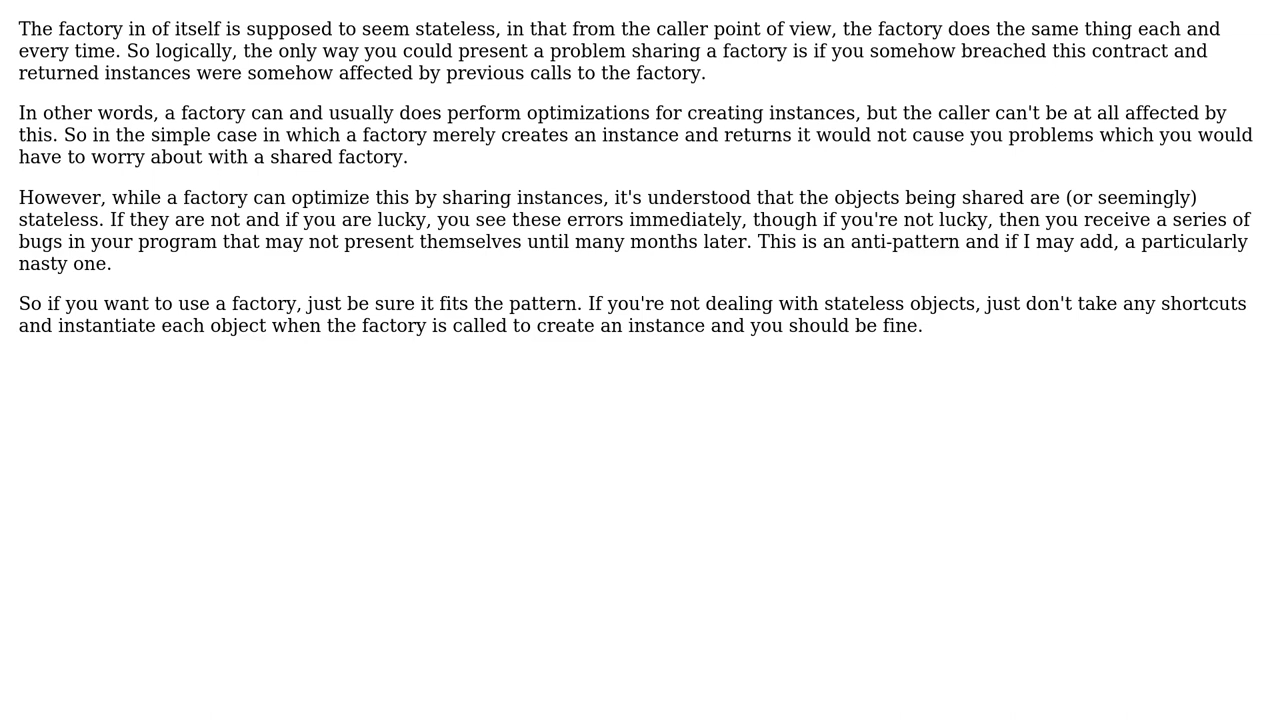 The factory in of itself is supposed to seem stateless, in that from the caller point of view, the factory does the same thing each and
every time. So logically, the only way you could present a problem sharing a factory is if you somehow breached this contract and
returned instances were somehow affected by previous calls to the factory.
In other words, a factory can and usually does perform optimizations for creating instances, but the caller can't be at all affected by
this. So in the simple case in which a factory merely creates an instance and returns it would not cause you problems which you would
have to worry about with a shared factory.
However, while a factory can optimize this by sharing instances, it's understood that the objects being shared are (or seemingly)
stateless. If they are not and if you are lucky, you see these errors immediately, though if you're not lucky, then you receive a series of
bugs in your program that may not present themselves until many months later. This is an anti-pattern and if I may add, a particularly
nasty one.
So if you want to use a factory, just be sure it fits the pattern. If you're not dealing with stateless objects, just don't take any shortcuts
and instantiate each object when the factory is called to create an instance and you should be fine.